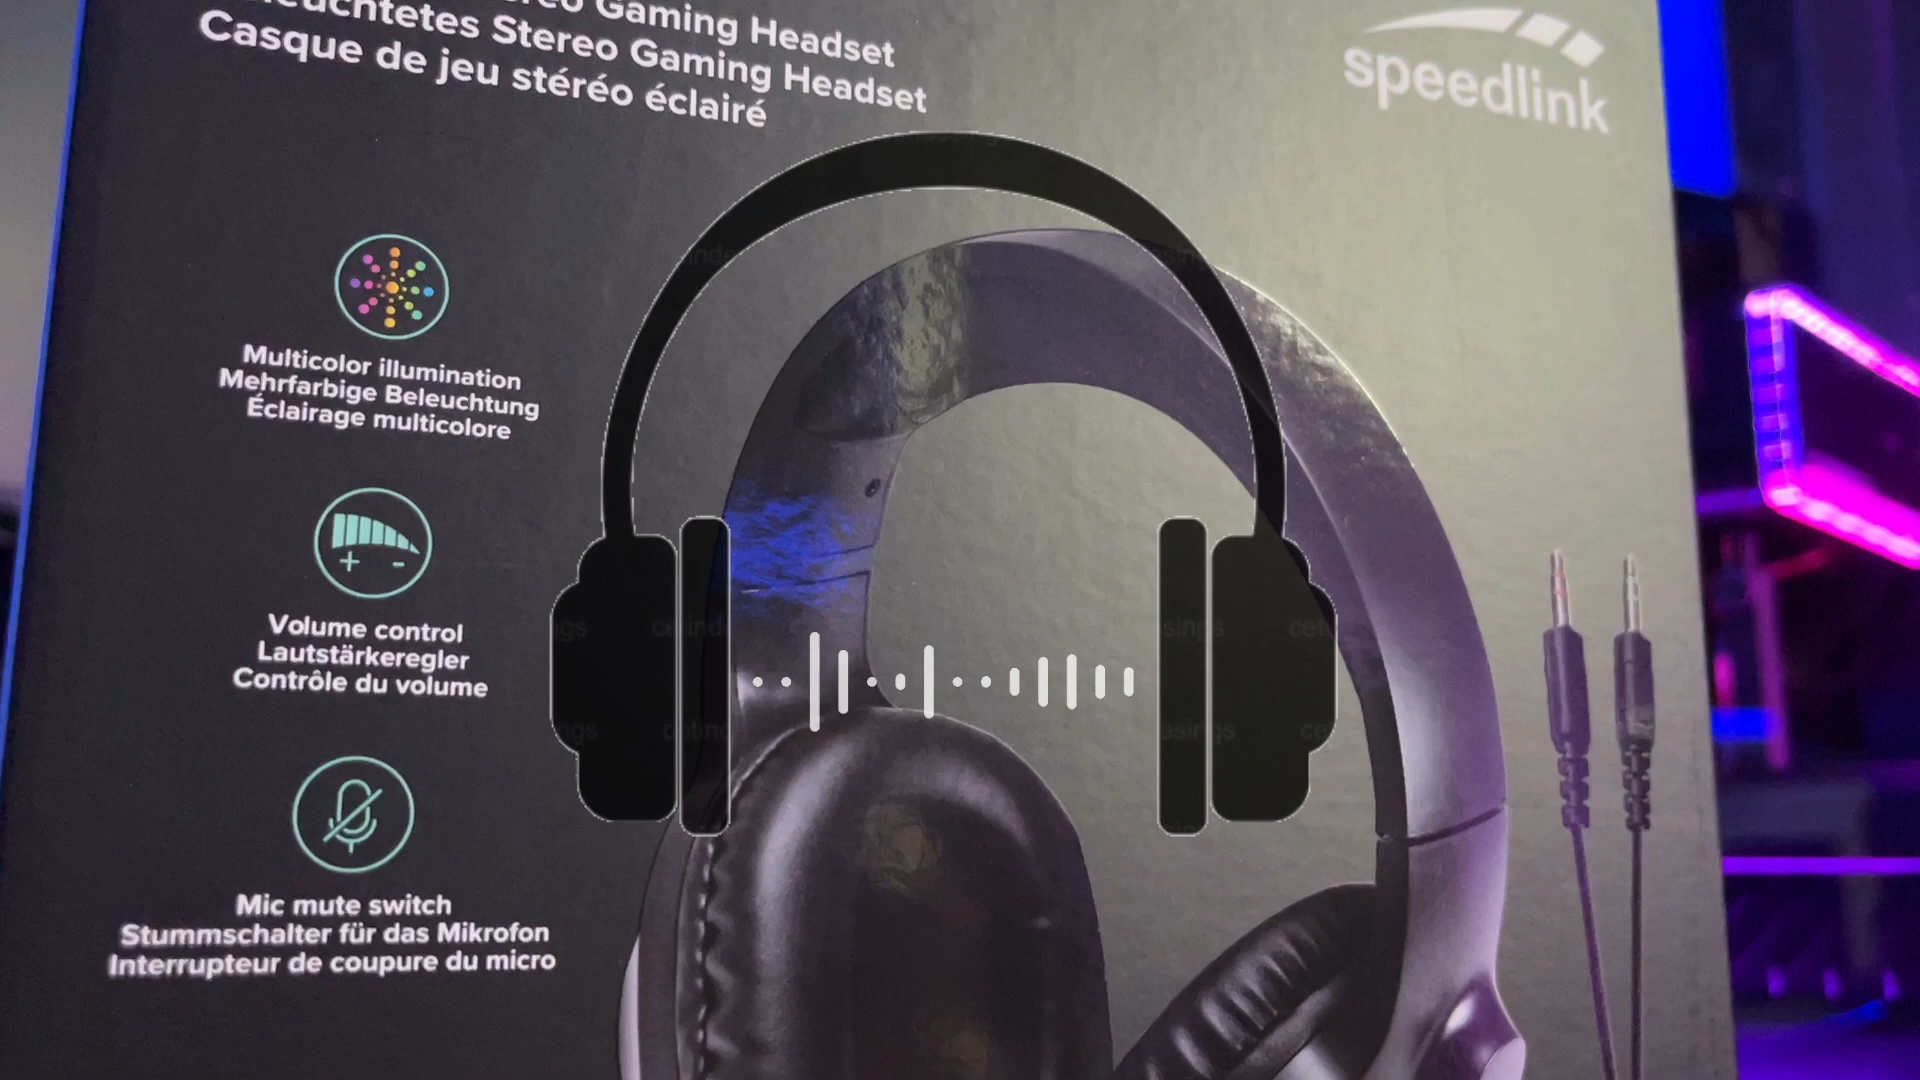 Gaming Headset
Stereo Gaming Headset
Casque de jeu stéréo éclairé
speedlink
Multicolor illumination
Mehrfarbige Beleuchtung
Éclairage multicolore
Volume control
Lautstärkeregler
Contrôle du volume
Mic mute switch
Stummschalter für das Mikrofon
Interrupteur de coupure du micro